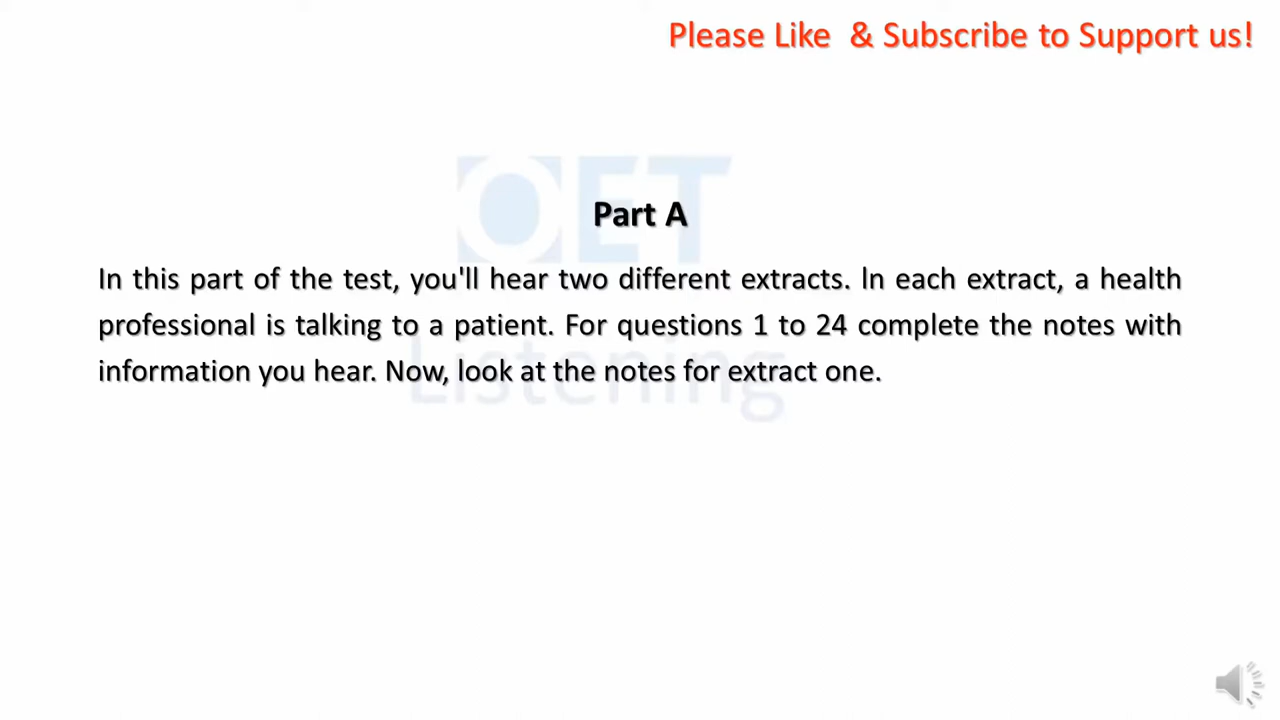 Please Like & Subscribe to Support us!
OET
Part A
In this part of the test, you'll hear two different extracts. In each extract, a health
professional is talking to a patient. For questions 1 to 24 complete the notes with
Listening
information you hear. Now, look at the notes for extract one.